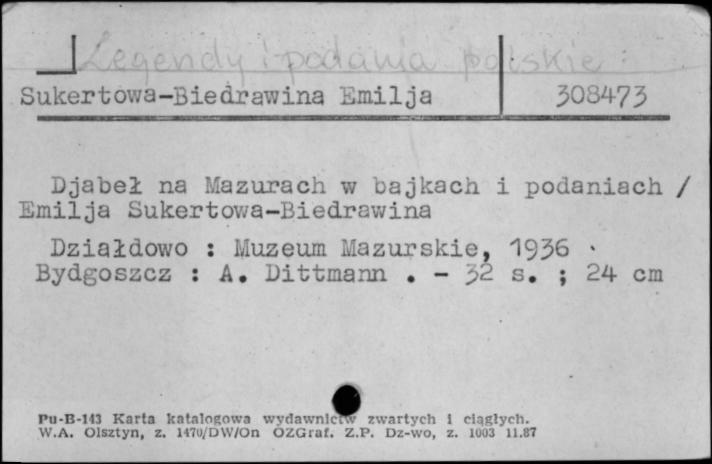 Legendy i podania polskie
Sukertowa-Biedrawina Emilja 308473
Djabeł na Mazurach w bajkach i podaniach /
Emilja Sukertowa-Biedrawina
Działdowo : Muzeum Mazurskie, 1936 .
Bydgoszcz : A. Dittmann . - 32 s. ; 24 cm
Pu-B-143 Karta katalogowa wydawnictw zwartych i ciągłych.
W.A. Olsztyn, z. 1470/DW/On OZGraf. Z.P. Dz-wo, z. 1003 11.87